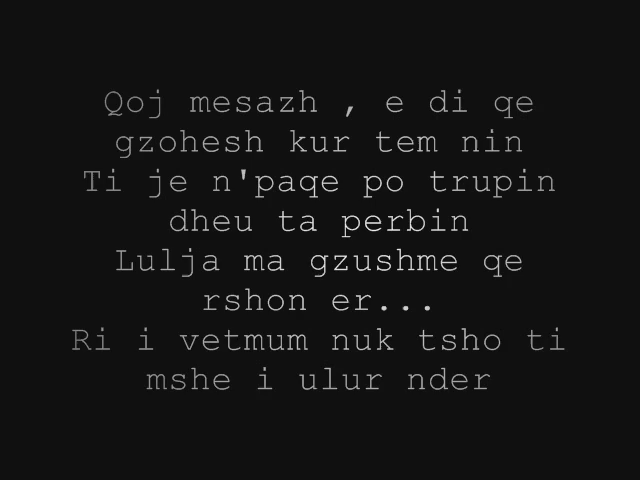 Qoj mesazh , e di qe
gzohesh kur tem nin
Ti je n'paqe po trupin
dheu ta perbin
Lulja ma gzushme qe
rshon er...
Ri i vetmum nuk tsho ti
mshe i ulur nder